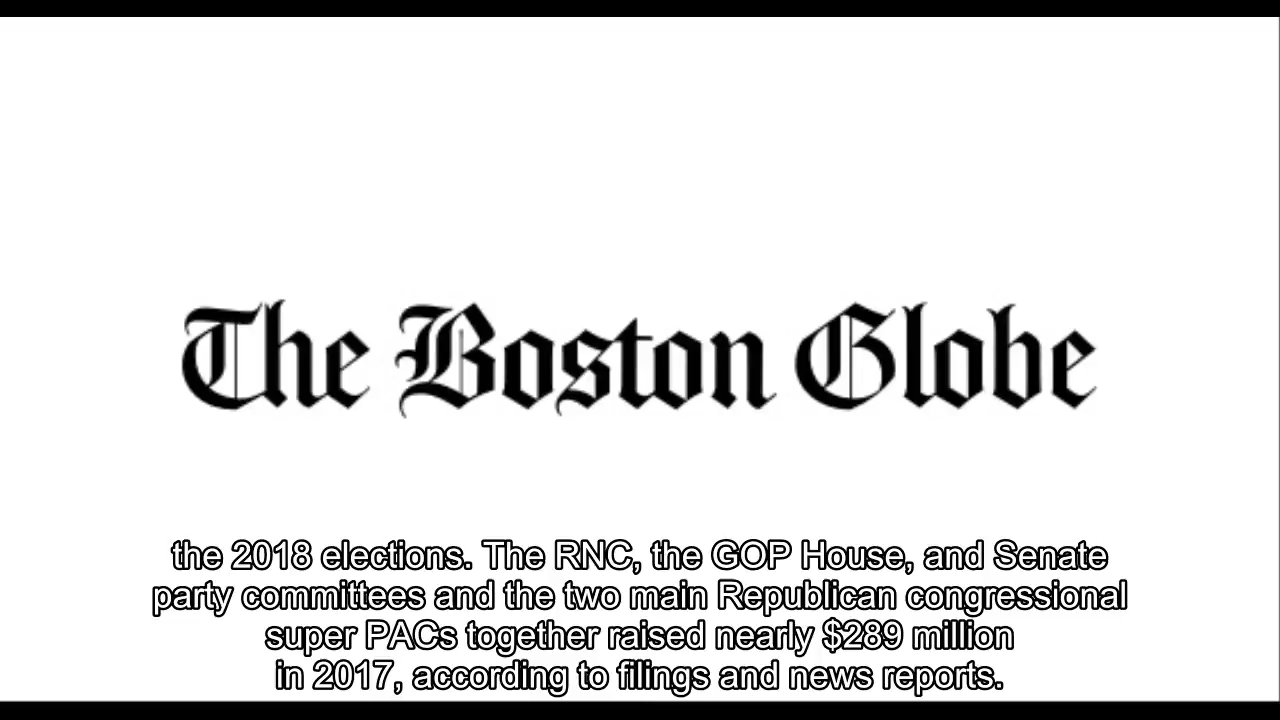 The Boston Globe
the 2018 elections. The RNC, the GOP House, and Senate
party committees and the two main Republican congressional
super PACs together raised nearly $289 million
in 2017, according to filings and news reports.